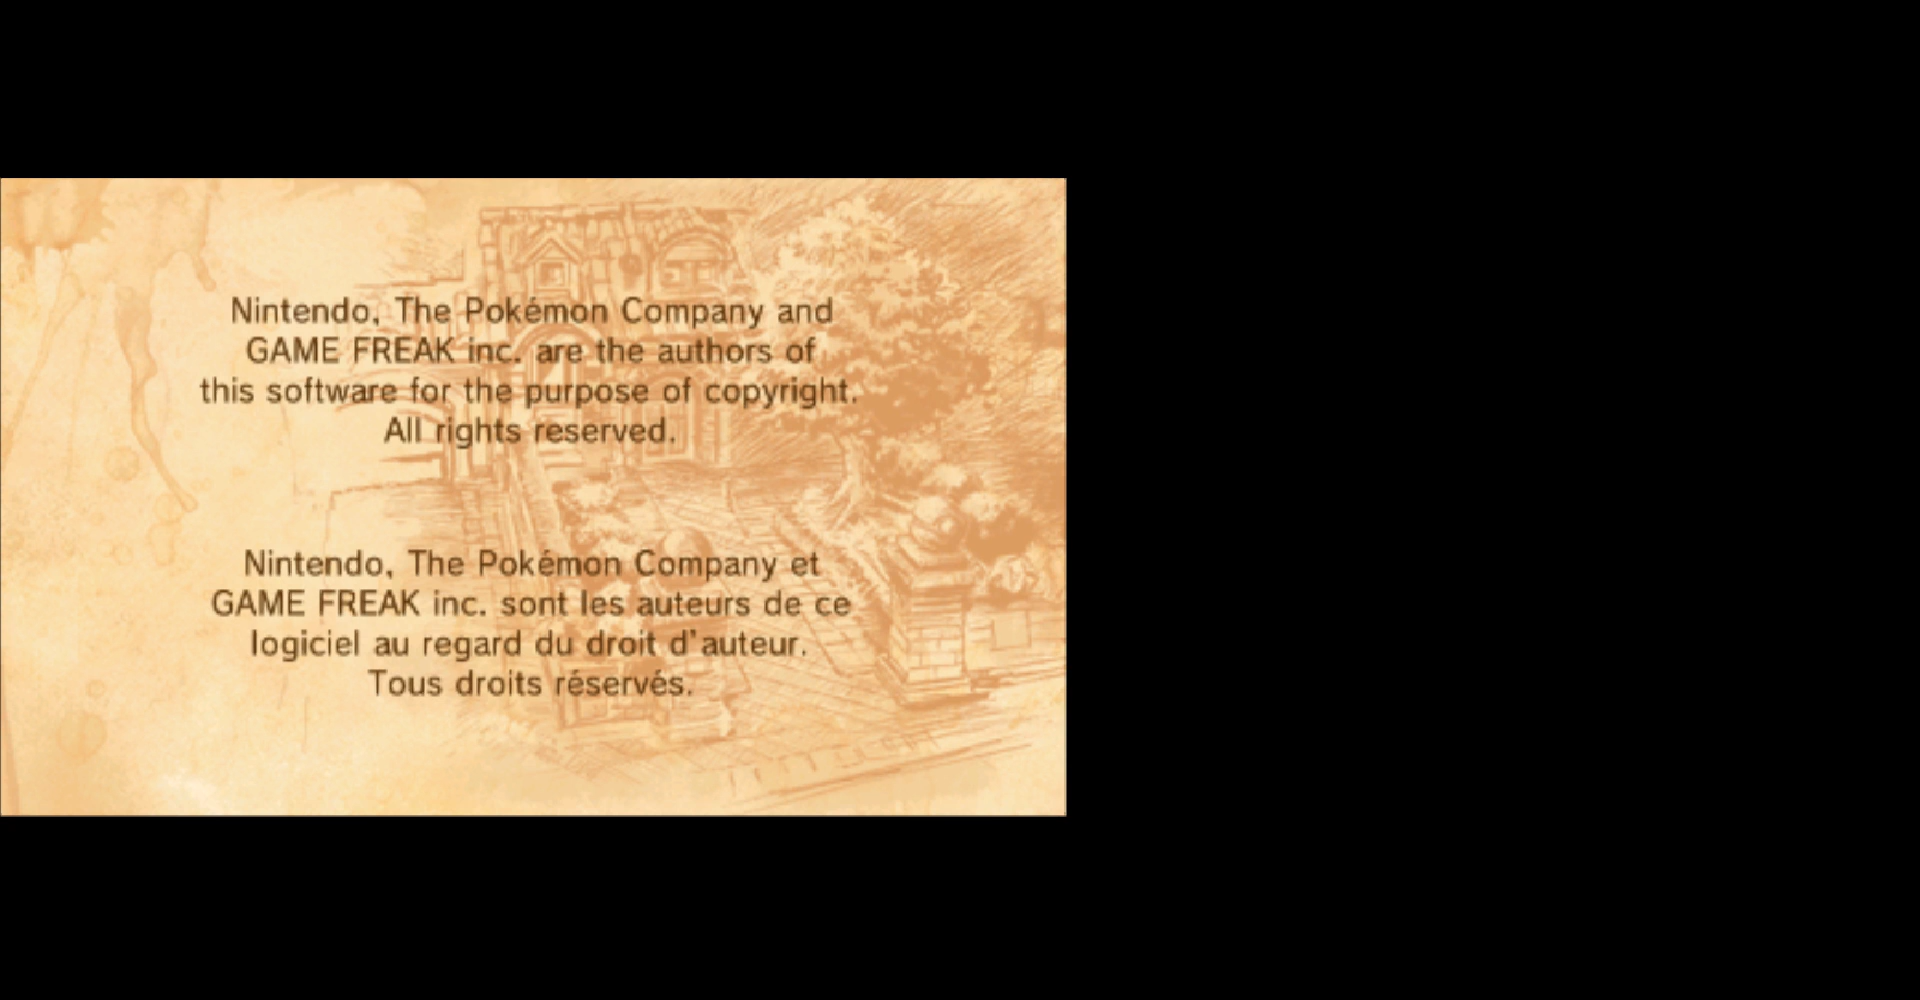 Nintendo, The Pokémon Company and
GAME FREAK inc. are the authors of
this software for the purpose of copyright.
All rights reserved.
Nintendo, The Pokémon Company et
GAME FREAK inc. sont les auteurs de ce
logiciel au regard du droit d'auteur.
Tous droits réservés.